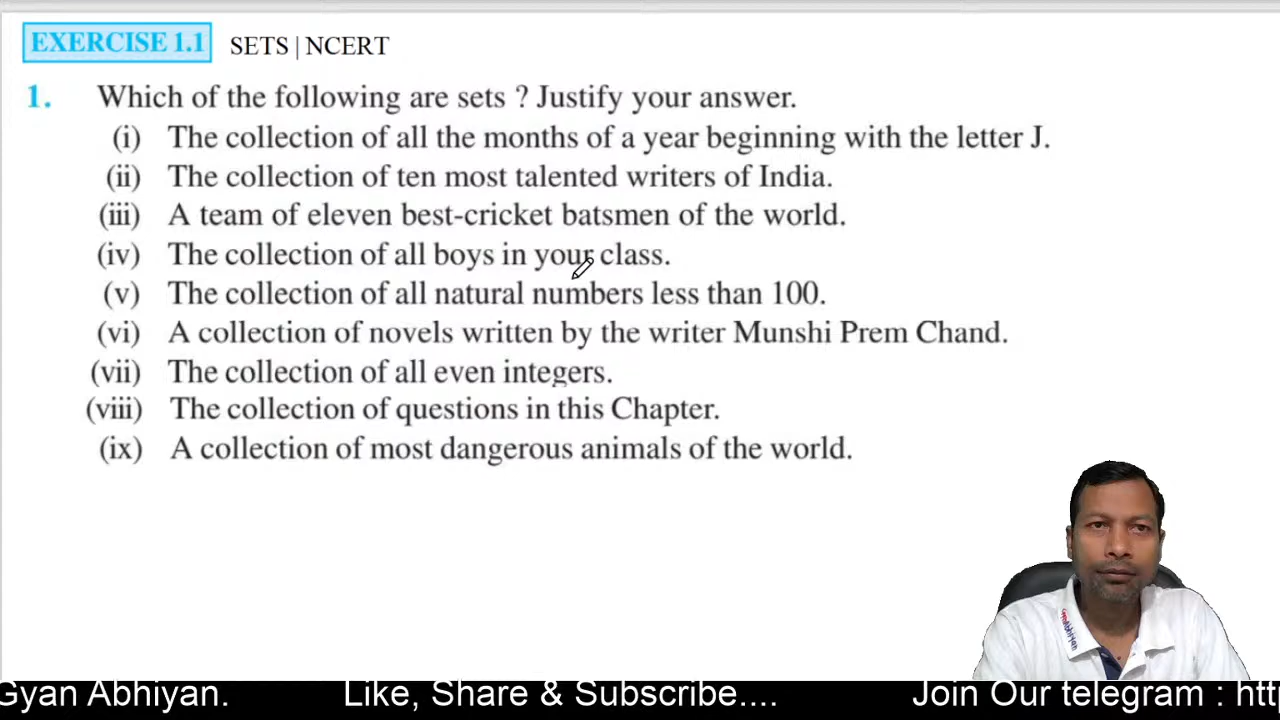 EXERCISE 1.1 SETS | NCERT
1. Which of the following are sets ? Justify your answer.
(i) The collection of all the months of a year beginning with the letter J.
(ii) The collection of ten most talented writers of India.
(iii) A team of eleven best-cricket batsmen of the world.
(iv) The collection of all boys in your class.
(v) The collection of all natural numbers less than 100.
(vi) A collection of novels written by the writer Munshi Prem Chand.
(vii) The collection of all even integers.
(viii) The collection of questions in this Chapter.
(ix) A collection of most dangerous animals of the world.
Gyan Abhiyan. Like, Share & Subscribe.... Join Our telegram :